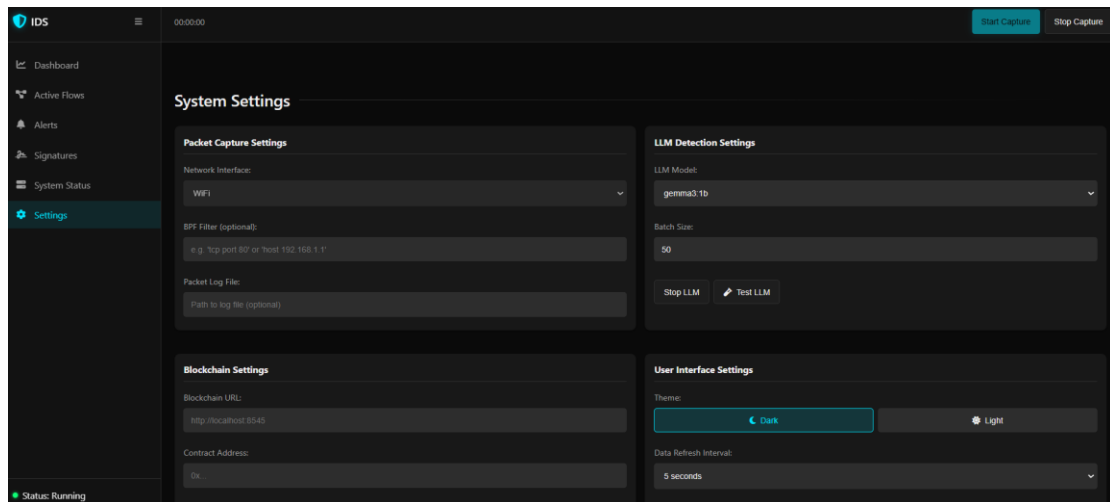 IDS
00:00:00
Start Capture
Stop Capture
Dashboard
Active Flows
Alerts
Signatures
System Status
Settings
Status: Running
System Settings
Packet Capture Settings
Network Interface:
WiFi
BPF Filter (optional):
e.g. 'tcp port 80' or 'host 192.168.1.1'
Packet Log File:
Path to log file (optional)
LLM Detection Settings
LLM Model:
gemma3:1b
Batch Size:
50
Stop LLM
Test LLM
Blockchain Settings
Blockchain URL:
http://localhost:8545
Contract Address:
0x...
User Interface Settings
Theme:
Dark
Light
Data Refresh Interval:
5 seconds